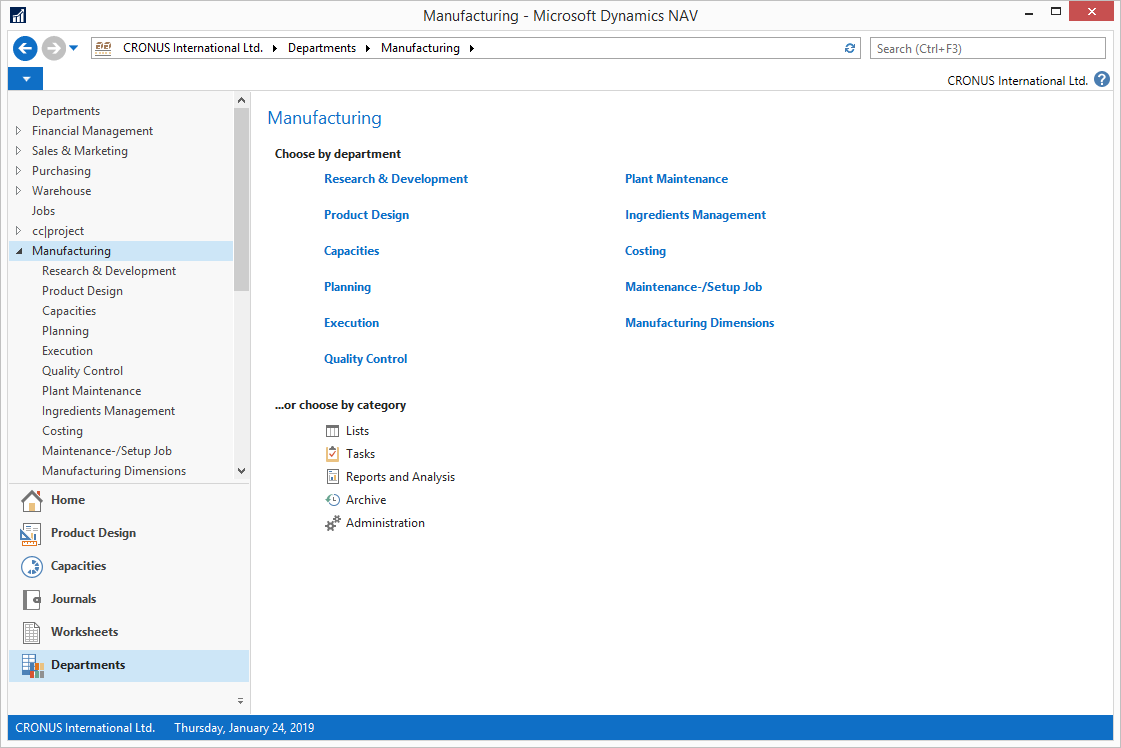 Manufacturing - Microsoft Dynamics NAV
CRONUS International Ltd. Departments Manufacturing
Search (Ctrl+F3)
CRONUS International Ltd.
Departments
Financial Management
Sales & Marketing
Purchasing
Warehouse
Jobs
cc|project
Manufacturing
Research & Development
Product Design
Capacities
Planning
Execution
Quality Control
Plant Maintenance
Ingredients Management
Costing
Maintenance-/Setup Job
Manufacturing Dimensions
Home
Product Design
Capacities
Journals
Worksheets
Departments
Manufacturing
Choose by department
Research & Development Plant Maintenance
Product Design Ingredients Management
Capacities Costing
Planning Maintenance-/Setup Job
Execution Manufacturing Dimensions
Quality Control
...or choose by category
Lists
Tasks
Reports and Analysis
Archive
Administration
CRONUS International Ltd. Thursday, January 24, 2019